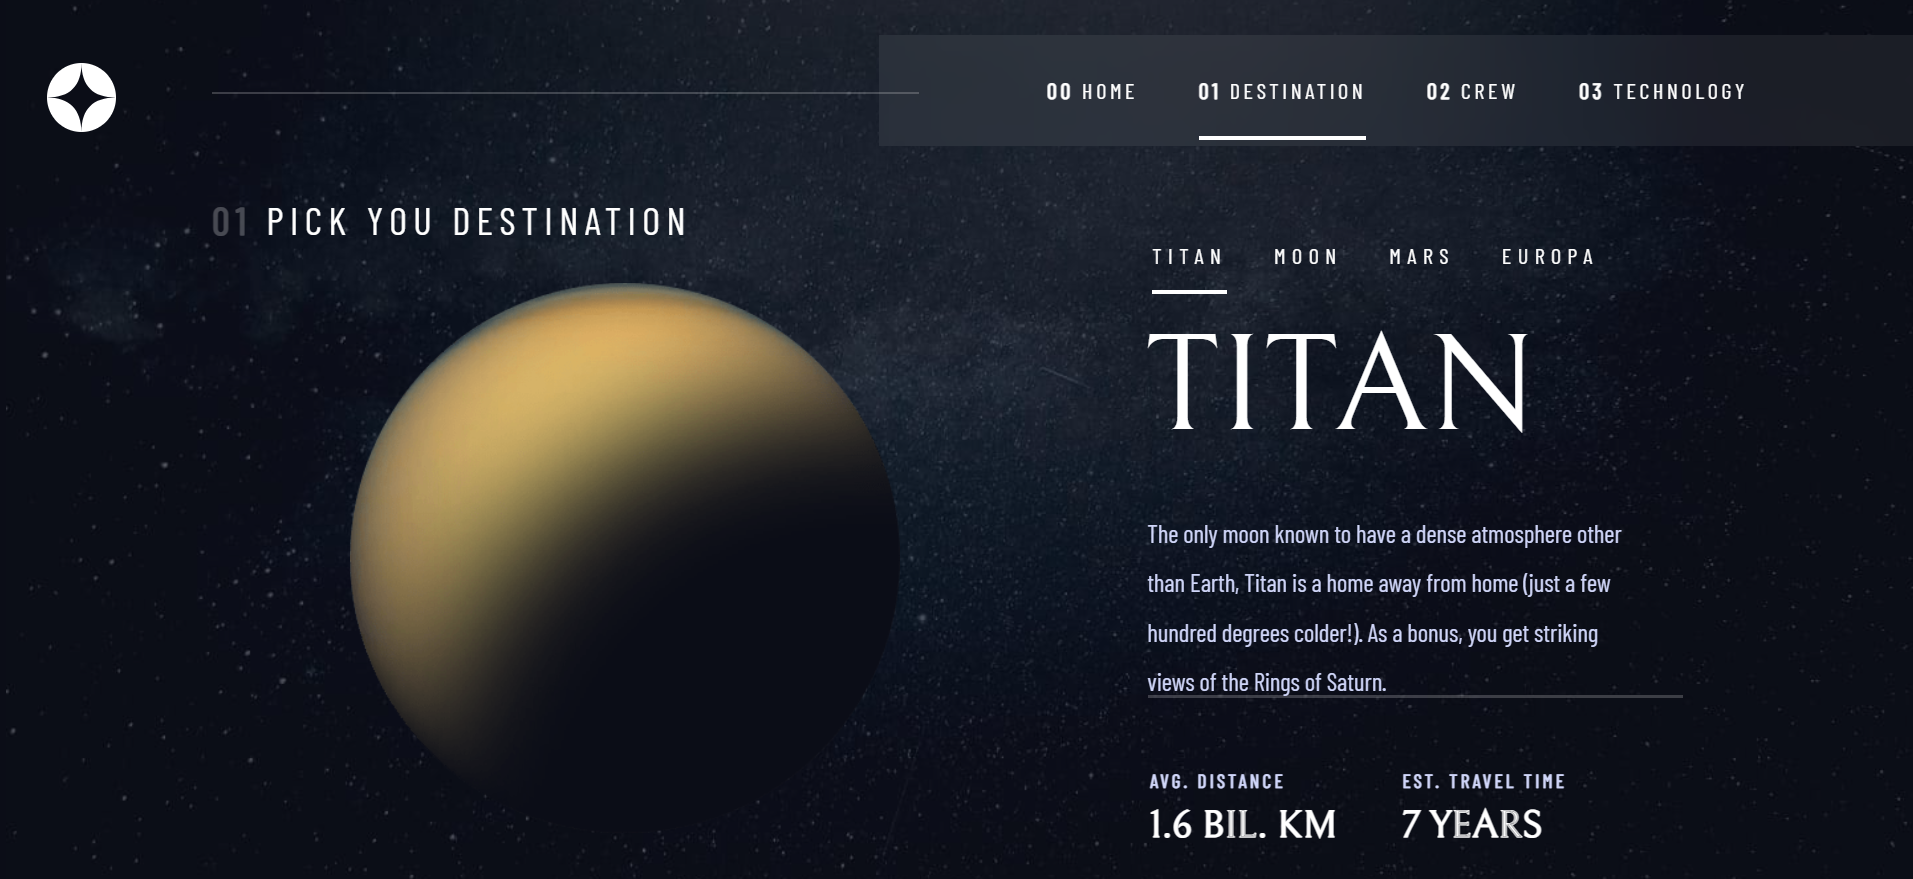 00 HOME 01 DESTINATION 02 CREW 03 TECHNOLOGY
01 PICK YOU DESTINATION
TITAN MOON MARS EUROPA
TITAN
The only moon known to have a dense atmosphere other
than Earth, Titan is a home away from home (just a few
hundred degrees colder!). As a bonus, you get striking
views of the Rings of Saturn.
AVG. DISTANCE EST. TRAVEL TIME
1.6 BIL. KM 7 YEARS